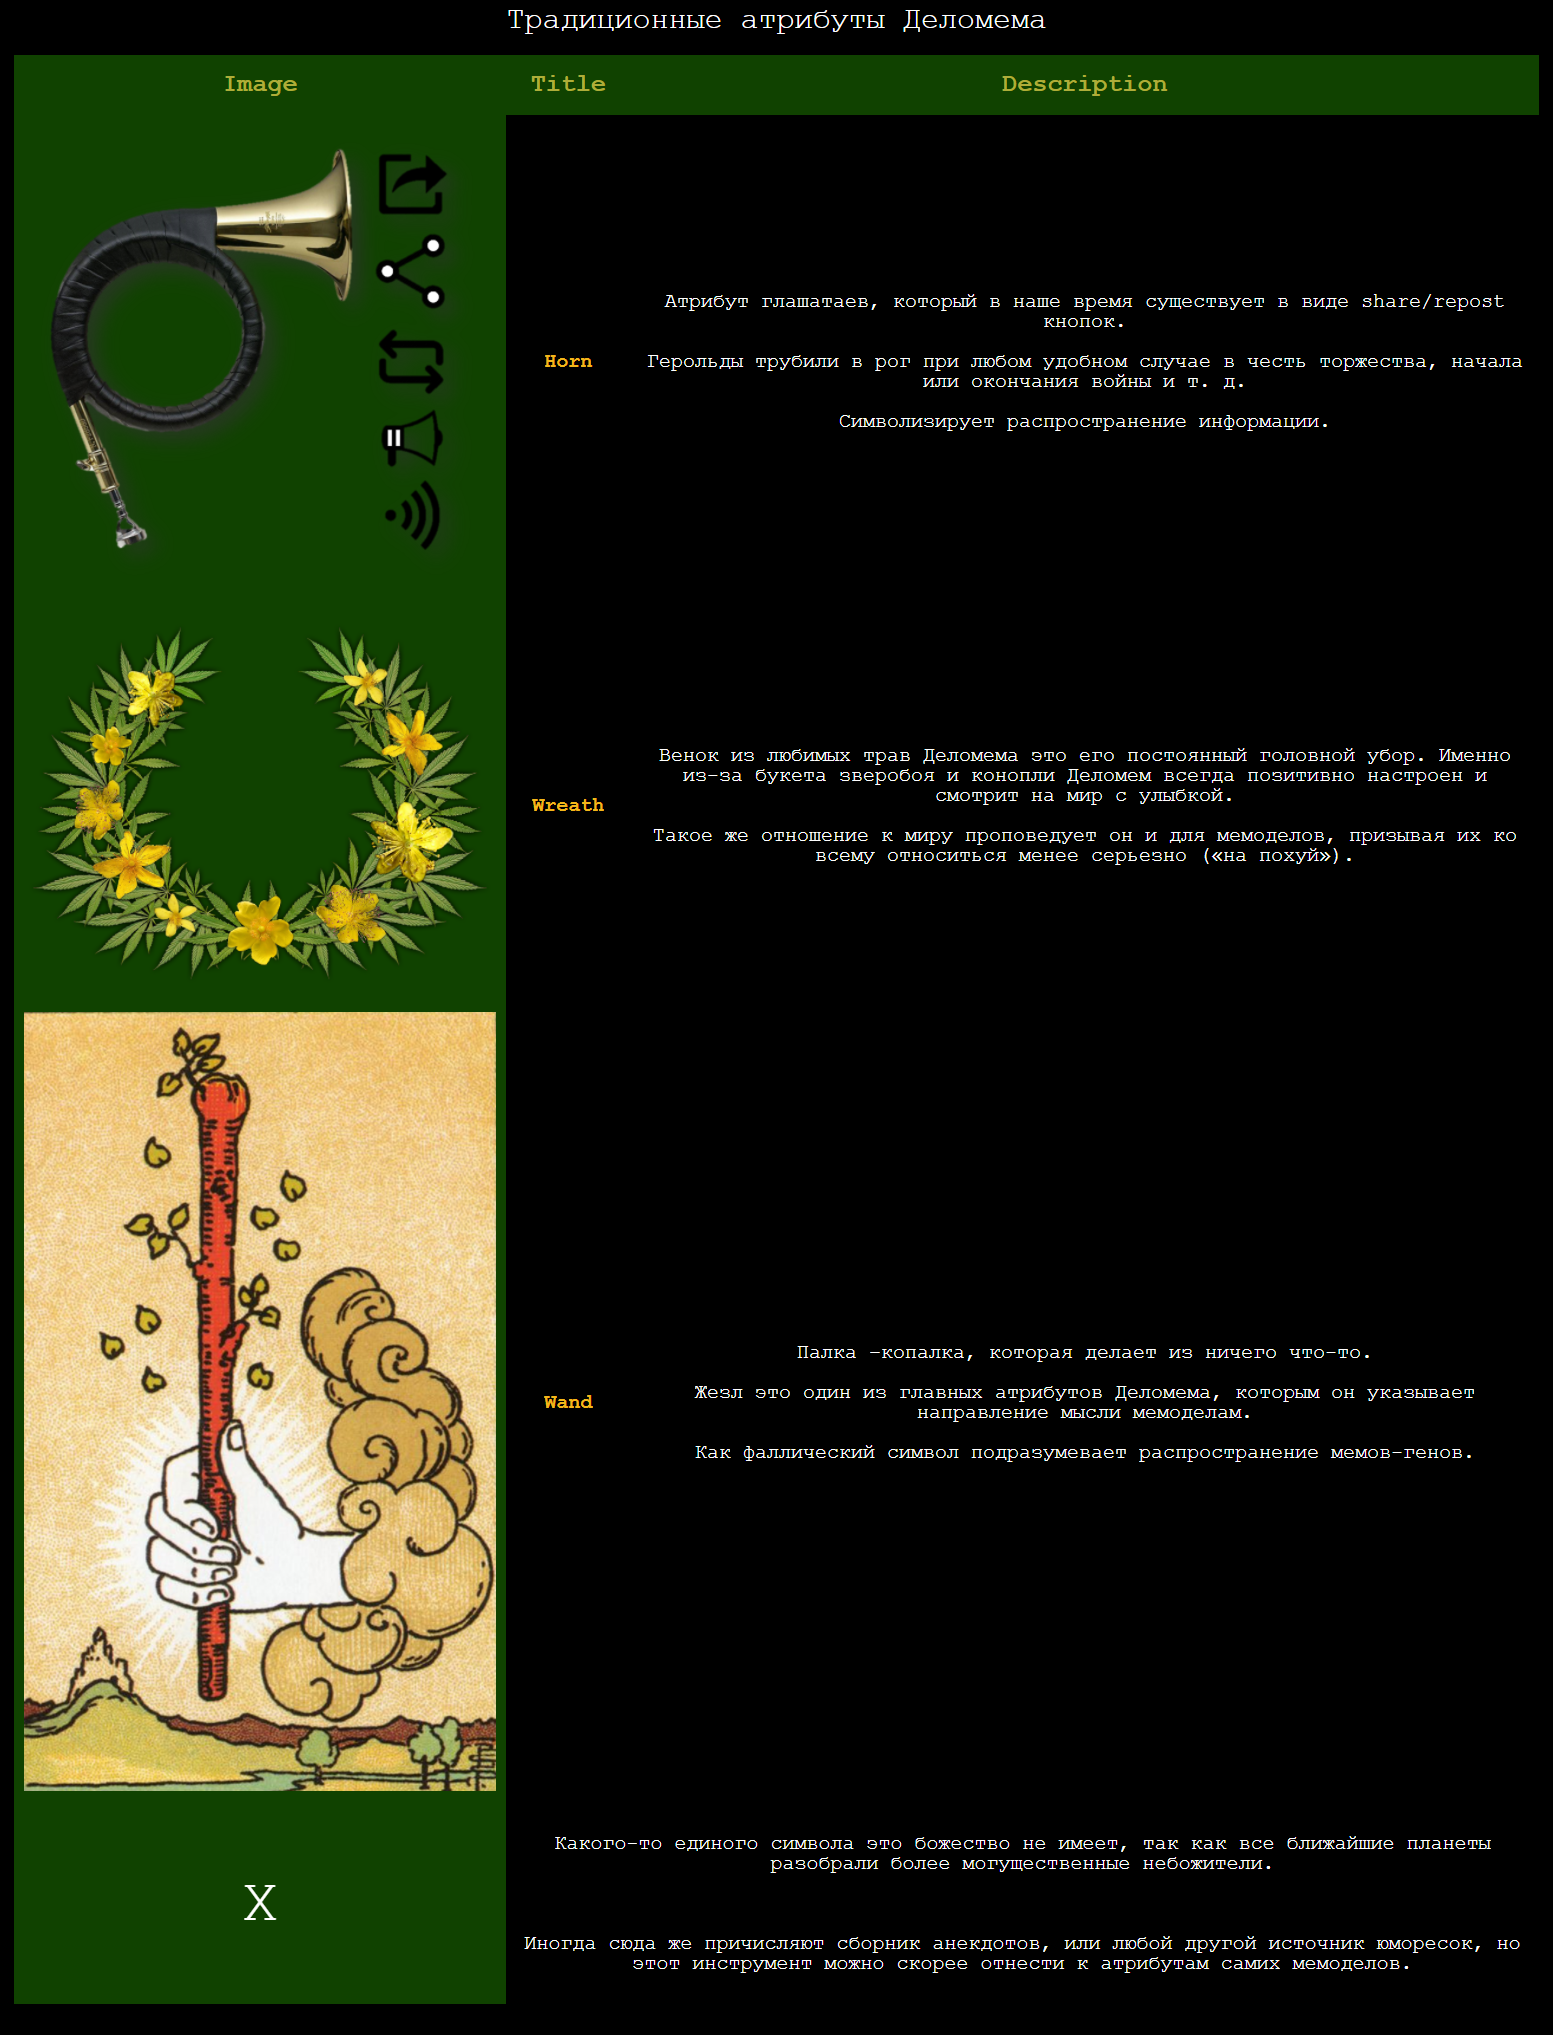 Традиционные атрибуты Деломема
Image
Title
Description
Атрибут глашатаев, который в наше время существует в виде share/repost
кнопок.
Horn
Герольды трубили в рог при любом удобном случае в честь торжества, начала
или окончания войны и т. д.
Символизирует распространение информации.
Венок из любимых трав Деломема это его постоянный головной убор. Именно
из-за букета зверобоя и конопли Деломем всегда позитивно настроен и
смотрит на мир с улыбкой.
Wreath
Такое же отношение к миру проповедует он и для мемоделов, призывая их ко
всему относиться менее серьезно («на похуй»).
Палка -копалка, которая делает из ничего что-то.
Wand
Жезл это один из главных атрибутов Деломема, которым он указывает
направление мысли мемоделам.
Как фаллический символ подразумевает распространение мемов-генов.
X
Какого-то единого символа это божество не имеет, так как все ближайшие планеты
разобрали более могущественные небожители.
Иногда сюда же причисляют сборник анекдотов, или любой другой источник юморесок, но
этот инструмент можно скорее отнести к атрибутам самих мемоделов.